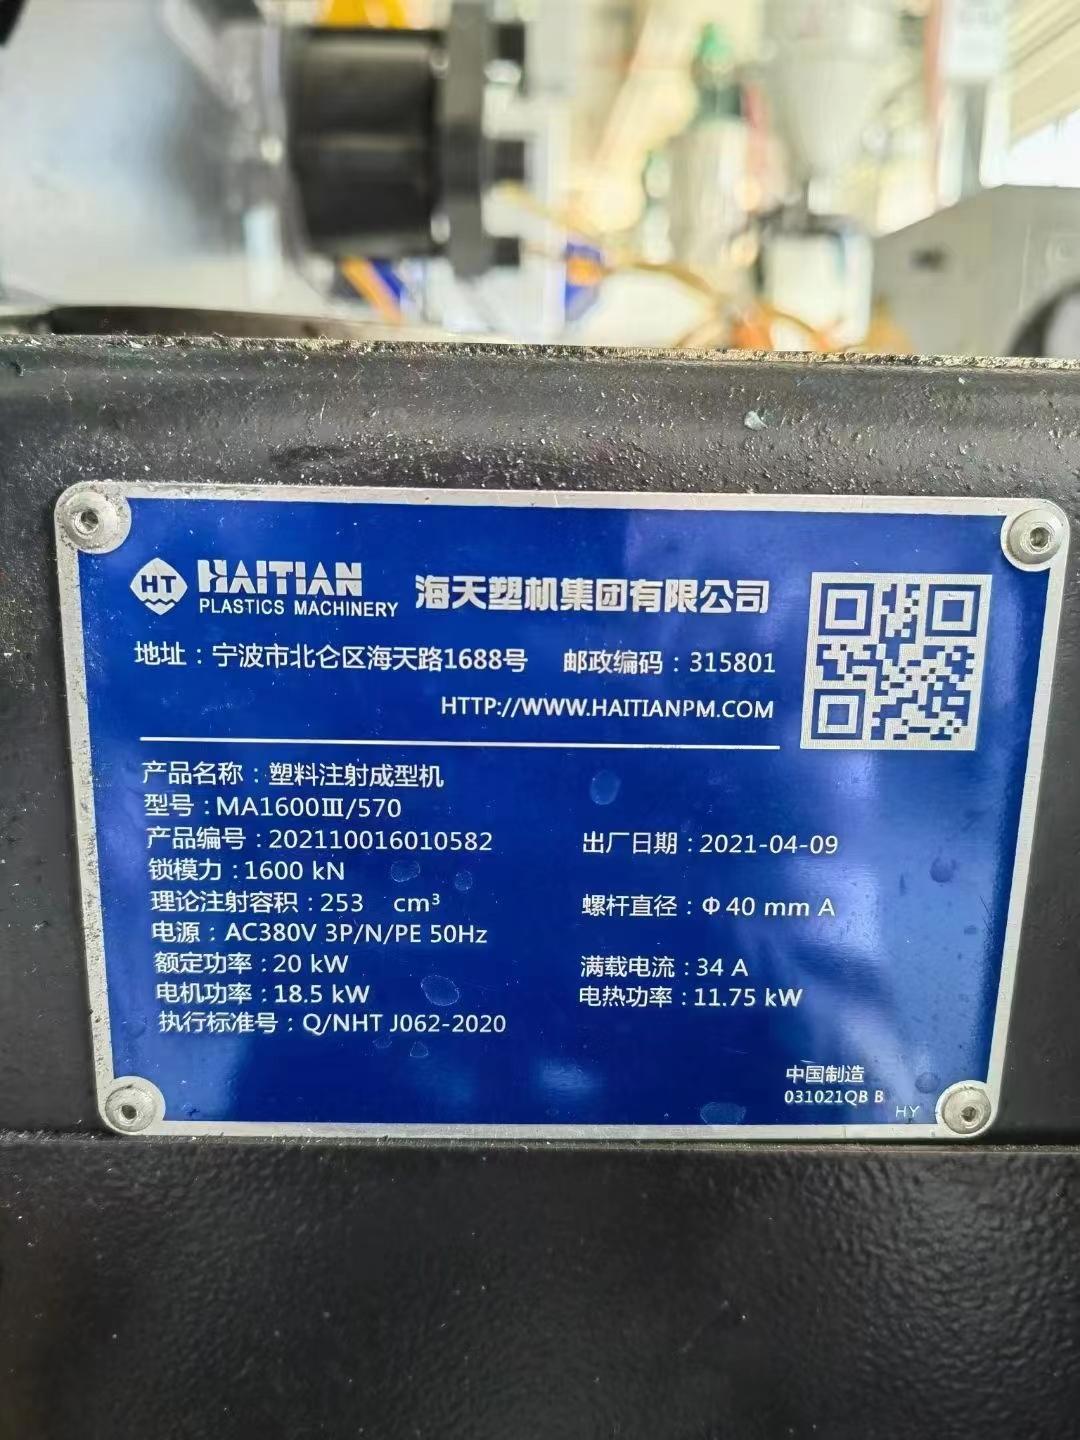 HT HAITIAN
PLASTICS MACHINERY
海天塑机集团有限公司
地址：宁波市北仑区海天路1688号 邮政编码：315801
HTTP://WWW.HAITIANPM.COM
产品名称：塑料注射成型机
型号：MA1600Ⅲ/570
产品编号：202110016010582 出厂日期：2021-04-09
锁模力：1600 kN
理论注射容积：253 cm³ 螺杆直径：Φ40 mm A
电源：AC380V 3P/N/PE 50Hz
额定功率：20 kW 满载电流：34 A
电机功率：18.5 kW 电热功率：11.75 kW
执行标准号：Q/NHT J062-2020
中国制造
031021QB B
HY